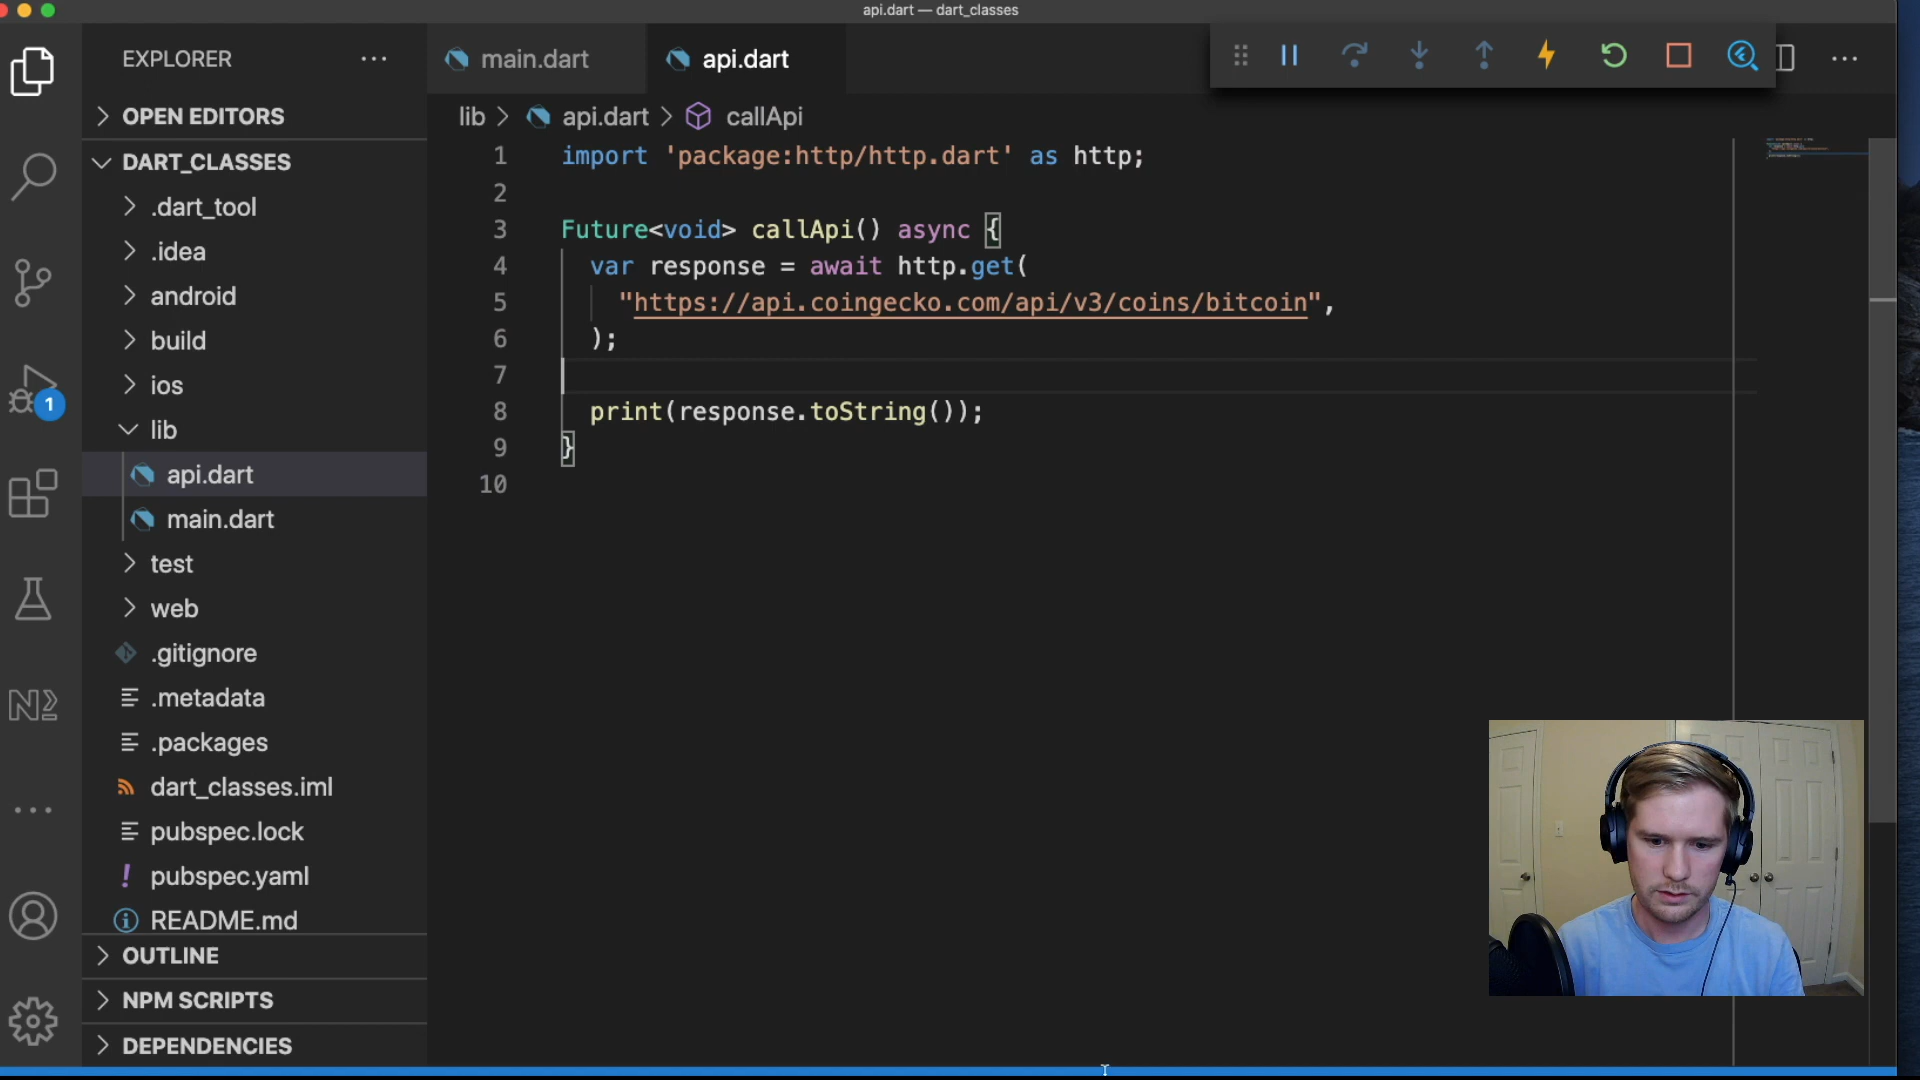 api.dart — dart_classes
EXPLORER
main.dart
api.dart
OPEN EDITORS
lib
api.dart
callApi
DART_CLASSES
.dart_tool
.idea
android
build
ios
lib
api.dart
main.dart
test
web
.gitignore
.metadata
.packages
dart_classes.iml
pubspec.lock
pubspec.yaml
README.md
OUTLINE
NPM SCRIPTS
DEPENDENCIES
1
1 import 'package:http/http.dart' as http;
2
3 Future<void> callApi() async {
4 var response = await http.get(
5 "https://api.coingecko.com/api/v3/coins/bitcoin",
6 );
7
8 print(response.toString());
9 }
10